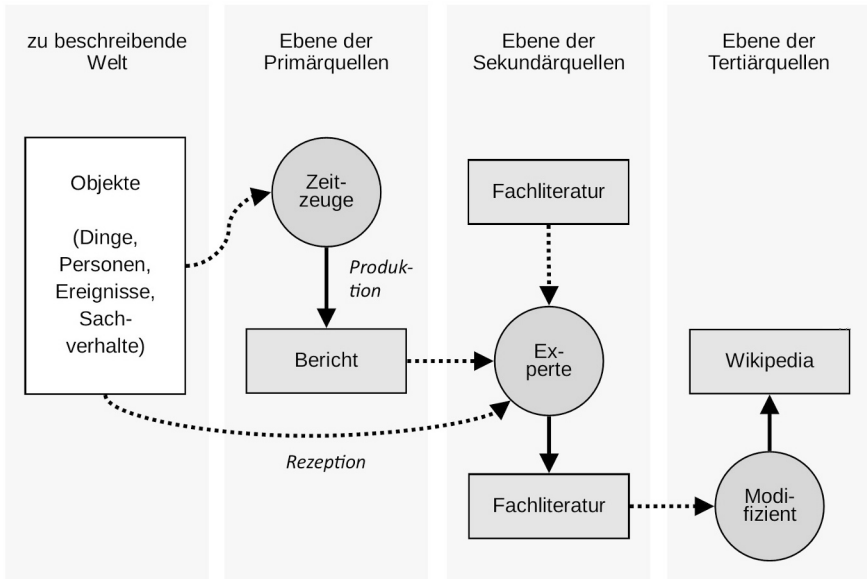 zu beschreibende
Welt
Ebene der
Primärquellen
Ebene der
Sekundärquellen
Ebene der
Tertiärquellen
Objekte
(Dinge,
Personen,
Ereignisse,
Sach-
verhalte)
Zeit-
zeuge
Produk-
tion
Bericht
Rezeption
Fachliteratur
Ex-
perte
Fachliteratur
Wikipedia
Modi-
fizient